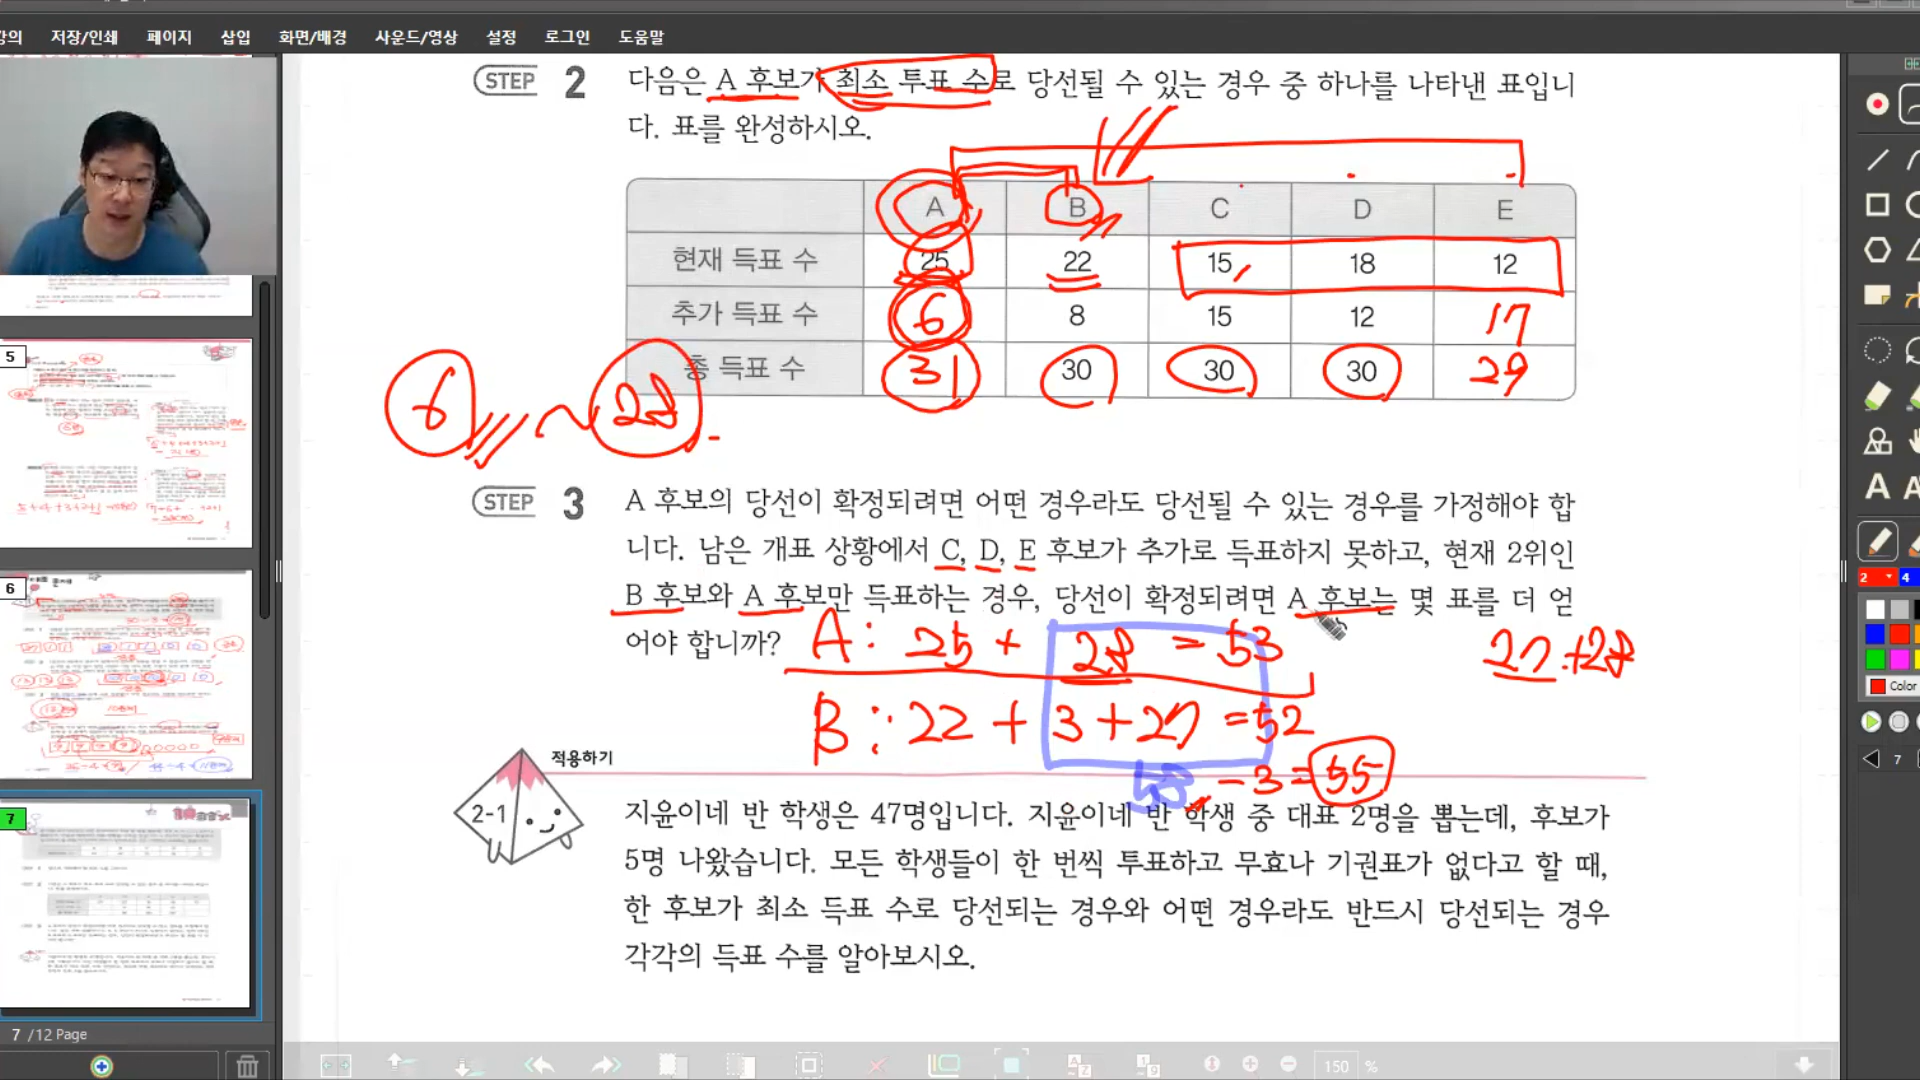 저장/인쇄 페이지 삽입 화면/배경 사운드/영상 설정 로그인 도움말
STEP 2 다음은 A 후보가 최소 투표 수로 당선될 수 있는 경우 중 하나를 나타낸 표입니
다. 표를 완성하시오.
A B C D E
현재 득표 수 25 22 15 18 12
추가 득표 수 6 8 15 12 17
총 득표 수 31 30 30 30 29
6 ~ 28
STEP 3 A 후보의 당선이 확정되려면 어떤 경우라도 당선될 수 있는 경우를 가정해야 합
니다. 남은 개표 상황에서 C, D, E 후보가 추가로 득표하지 못하고, 현재 2위인
B 후보와 A 후보만 득표하는 경우, 당선이 확정되려면 A 후보는 몇 표를 더 얻
어야 합니까?
A : 25 + 28 = 53
27+28
B : 22 + 3 + 27 = 52
58 - 3 = 55
적용하기
2-1
지윤이네 반 학생은 47명입니다. 지윤이네 반 학생 중 대표 2명을 뽑는데, 후보가
5명 나왔습니다. 모든 학생들이 한 번씩 투표하고 무효나 기권표가 없다고 할 때,
한 후보가 최소 득표 수로 당선되는 경우와 어떤 경우라도 반드시 당선되는 경우
각각의 득표 수를 알아보시오.
5
6
7
7 /12 Page
150 %
2 4
Color
7